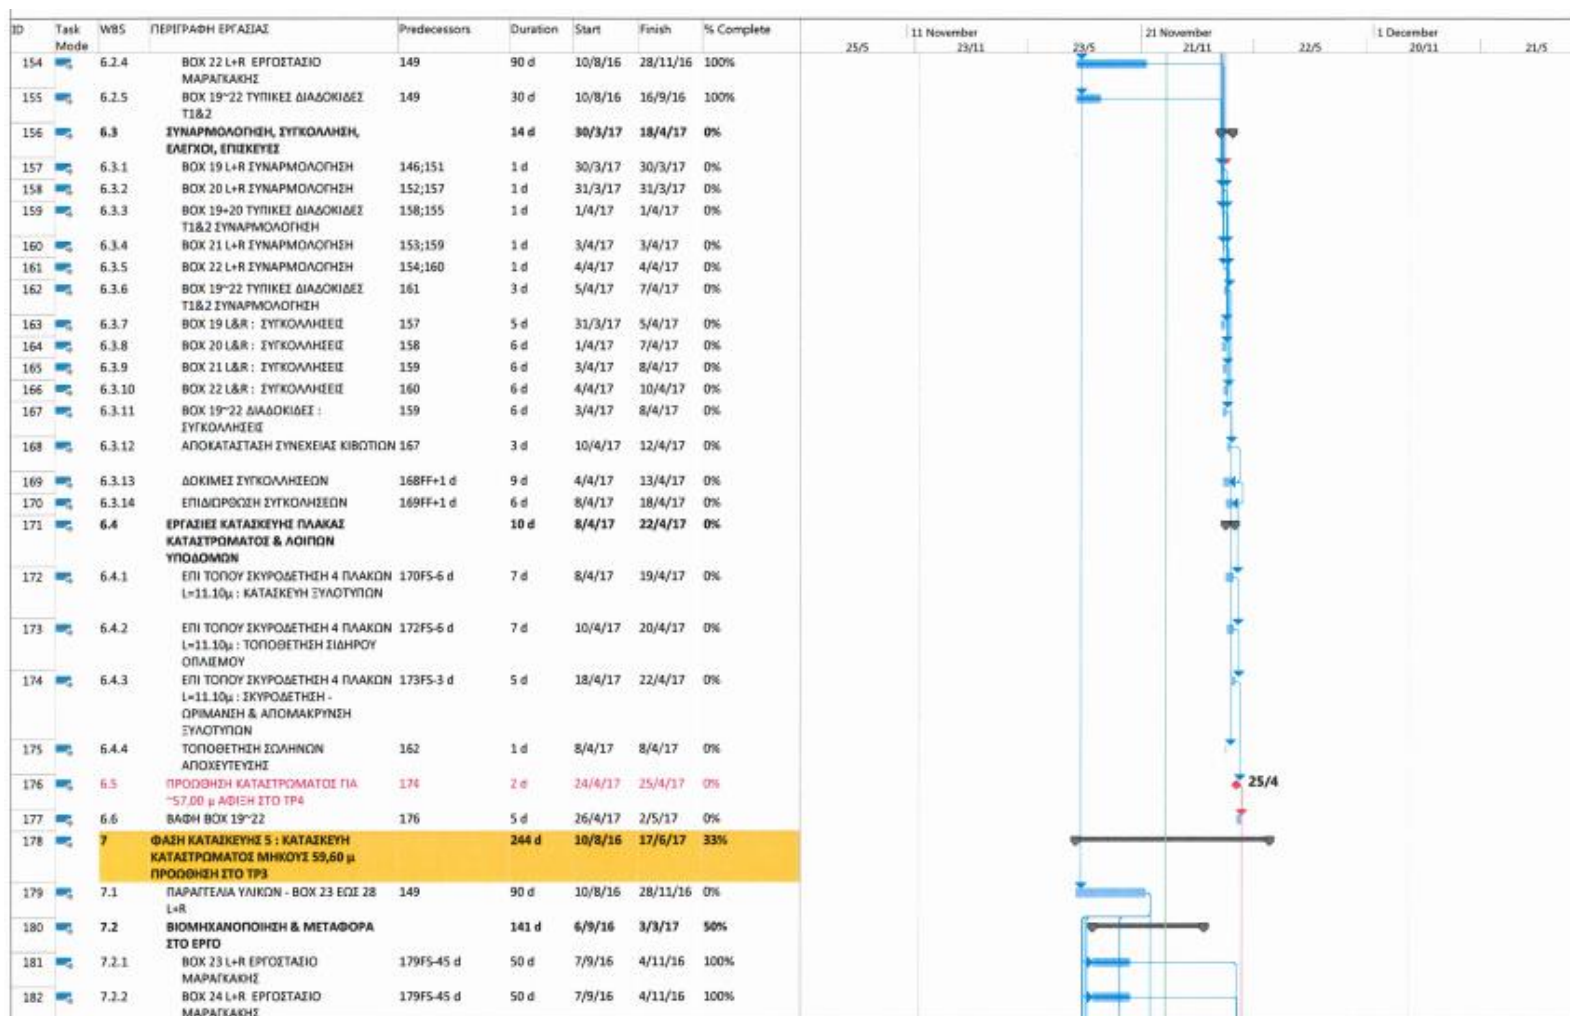 ID Task Mode WBS ΠΕΡΙΓΡΑΦΗ ΕΡΓΑΣΙΑΣ Predecessors Duration Start Finish % Complete
11 November 21 November 1 December
25/5 23/11 23/5 21/11 22/5 20/11 21/5
154 6.2.4 BOX 22 L+R ΕΡΓΟΣΤΑΣΙΟ 149 90 d 10/8/16 28/11/16 100%
ΜΑΡΑΓΚΑΚΗΣ
155 6.2.5 BOX 19~22 ΤΥΠΙΚΕΣ ΔΙΑΔΟΚΙΔΕΣ 149 30 d 10/8/16 16/9/16 100%
T1&2
156 6.3 ΣΥΝΑΡΜΟΛΟΓΗΣΗ, ΣΥΓΚΟΛΛΗΣΗ, 14 d 30/3/17 18/4/17 0%
ΕΛΕΓΧΟΙ, ΕΠΙΣΚΕΥΕΣ
157 6.3.1 BOX 19 L+R ΣΥΝΑΡΜΟΛΟΓΗΣΗ 146;151 1 d 30/3/17 30/3/17 0%
158 6.3.2 BOX 20 L+R ΣΥΝΑΡΜΟΛΟΓΗΣΗ 152;157 1 d 31/3/17 31/3/17 0%
159 6.3.3 BOX 19+20 ΤΥΠΙΚΕΣ ΔΙΑΔΟΚΙΔΕΣ 158;155 1 d 1/4/17 1/4/17 0%
T1&2 ΣΥΝΑΡΜΟΛΟΓΗΣΗ
160 6.3.4 BOX 21 L+R ΣΥΝΑΡΜΟΛΟΓΗΣΗ 153;159 1 d 3/4/17 3/4/17 0%
161 6.3.5 BOX 22 L+R ΣΥΝΑΡΜΟΛΟΓΗΣΗ 154;160 1 d 4/4/17 4/4/17 0%
162 6.3.6 BOX 19~22 ΤΥΠΙΚΕΣ ΔΙΑΔΟΚΙΔΕΣ 161 3 d 5/4/17 7/4/17 0%
T1&2 ΣΥΝΑΡΜΟΛΟΓΗΣΗ
163 6.3.7 BOX 19 L&R : ΣΥΓΚΟΛΛΗΣΕΙΣ 157 5 d 31/3/17 5/4/17 0%
164 6.3.8 BOX 20 L&R : ΣΥΓΚΟΛΛΗΣΕΙΣ 158 6 d 1/4/17 7/4/17 0%
165 6.3.9 BOX 21 L&R : ΣΥΓΚΟΛΛΗΣΕΙΣ 159 6 d 3/4/17 8/4/17 0%
166 6.3.10 BOX 22 L&R : ΣΥΓΚΟΛΛΗΣΕΙΣ 160 6 d 4/4/17 10/4/17 0%
167 6.3.11 BOX 19~22 ΔΙΑΔΟΚΙΔΕΣ : 159 6 d 3/4/17 8/4/17 0%
ΣΥΓΚΟΛΛΗΣΕΙΣ
168 6.3.12 ΑΠΟΚΑΤΑΣΤΑΣΗ ΣΥΝΕΧΕΙΑΣ ΚΙΒΩΤΙΩΝ 167 3 d 10/4/17 12/4/17 0%
169 6.3.13 ΔΟΚΙΜΕΣ ΣΥΓΚΟΛΛΗΣΕΩΝ 168FF+1 d 9 d 4/4/17 13/4/17 0%
170 6.3.14 ΕΠΙΔΙΟΡΘΩΣΗ ΣΥΓΚΟΛΗΣΕΩΝ 169FF+1 d 6 d 8/4/17 18/4/17 0%
171 6.4 ΕΡΓΑΣΙΕΣ ΚΑΤΑΣΚΕΥΗΣ ΠΛΑΚΑΣ 10 d 8/4/17 22/4/17 0%
ΚΑΤΑΣΤΡΩΜΑΤΟΣ & ΛΟΙΠΩΝ
ΥΠΟΔΟΜΩΝ
172 6.4.1 ΕΠΙ ΤΟΠΟΥ ΣΚΥΡΟΔΕΤΗΣΗ 4 ΠΛΑΚΩΝ 170FS-6 d 7 d 8/4/17 19/4/17 0%
L=11.10μ : ΚΑΤΑΣΚΕΥΗ ΞΥΛΟΤΥΠΩΝ
173 6.4.2 ΕΠΙ ΤΟΠΟΥ ΣΚΥΡΟΔΕΤΗΣΗ 4 ΠΛΑΚΩΝ 172FS-6 d 7 d 10/4/17 20/4/17 0%
L=11.10μ : ΤΟΠΟΘΕΤΗΣΗ ΣΙΔΗΡΟΥ
ΟΠΛΙΣΜΟΥ
174 6.4.3 ΕΠΙ ΤΟΠΟΥ ΣΚΥΡΟΔΕΤΗΣΗ 4 ΠΛΑΚΩΝ 173FS-3 d 5 d 18/4/17 22/4/17 0%
L=11.10μ : ΣΚΥΡΟΔΕΤΗΣΗ -
ΩΡΙΜΑΝΣΗ & ΑΠΟΜΑΚΡΥΝΣΗ
ΞΥΛΟΤΥΠΩΝ
175 6.4.4 ΤΟΠΟΘΕΤΗΣΗ ΣΩΛΗΝΩΝ 162 1 d 8/4/17 8/4/17 0%
ΑΠΟΧΕΥΤΕΥΣΗΣ
176 6.5 ΠΡΟΩΘΗΣΗ ΚΑΤΑΣΤΡΩΜΑΤΟΣ ΓΙΑ 174 2 d 24/4/17 25/4/17 0% 25/4
~57,00 μ ΑΦΙΞΗ ΣΤΟ TP4
177 6.6 ΒΑΦΗ BOX 19~22 176 5 d 26/4/17 2/5/17 0%
178 7 ΦΑΣΗ ΚΑΤΑΣΚΕΥΗΣ 5 : ΚΑΤΑΣΚΕΥΗ 244 d 10/8/16 17/6/17 33%
ΚΑΤΑΣΤΡΩΜΑΤΟΣ ΜΗΚΟΥΣ 59,60 μ
ΠΡΟΩΘΗΣΗ ΣΤΟ TP3
179 7.1 ΠΑΡΑΓΓΕΛΙΑ ΥΛΙΚΩΝ - BOX 23 ΕΩΣ 28 149 90 d 10/8/16 28/11/16 0%
L+R
180 7.2 ΒΙΟΜΗΧΑΝΟΠΟΙΗΣΗ & ΜΕΤΑΦΟΡΑ 141 d 6/9/16 3/3/17 50%
ΣΤΟ ΕΡΓΟ
181 7.2.1 BOX 23 L+R ΕΡΓΟΣΤΑΣΙΟ 179FS-45 d 50 d 7/9/16 4/11/16 100%
ΜΑΡΑΓΚΑΚΗΣ
182 7.2.2 BOX 24 L+R ΕΡΓΟΣΤΑΣΙΟ 179FS-45 d 50 d 7/9/16 4/11/16 100%
ΜΑΡΑΓΚΑΚΗΣ